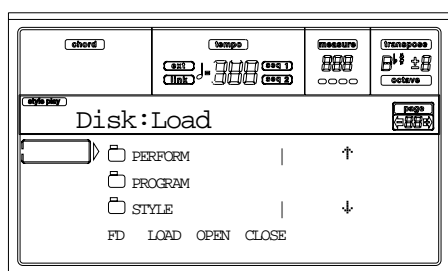 chord tempo measure transpose
ext seq 1
link seq 2
octave
style play page
Disk:Load
PERFORM
PROGRAM
STYLE
FD LOAD OPEN CLOSE